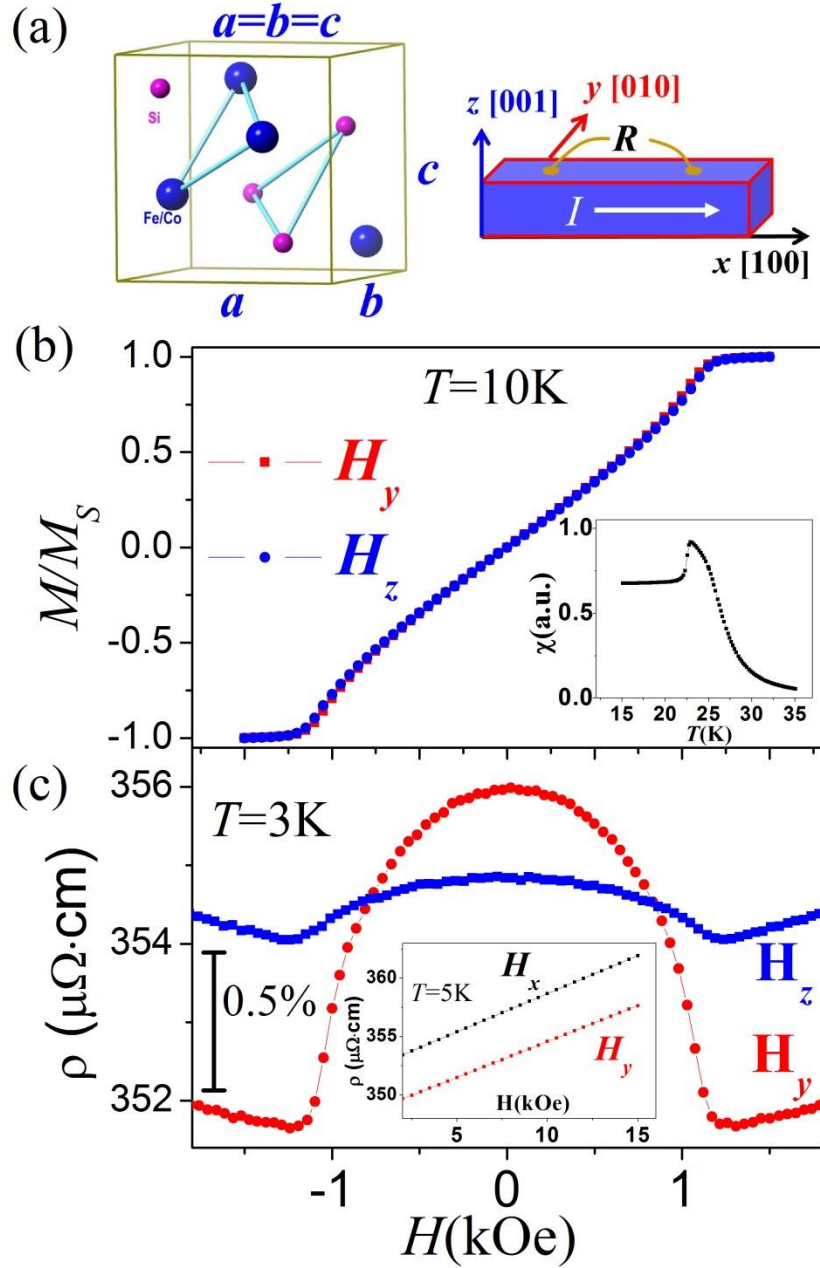 (a)
a=b=c
Si
Fe/Co
c
a
b
z [001]
y [010]
R
I
x [100]
(b)
T=10K
H_y
H_z
M/M_S
1.0
0.5
0.0
-0.5
-1.0
χ(a.u.)
1.0
0.5
0.0
15 20 25 30 35
T(K)
(c)
T=3K
ρ (μΩ·cm)
356
354
352
0.5%
H_z
H_y
ρ (μΩ·cm)
360
355
350
T=5K
H_x
H_y
H(kOe)
5 10 15
-1 0 1
H(kOe)